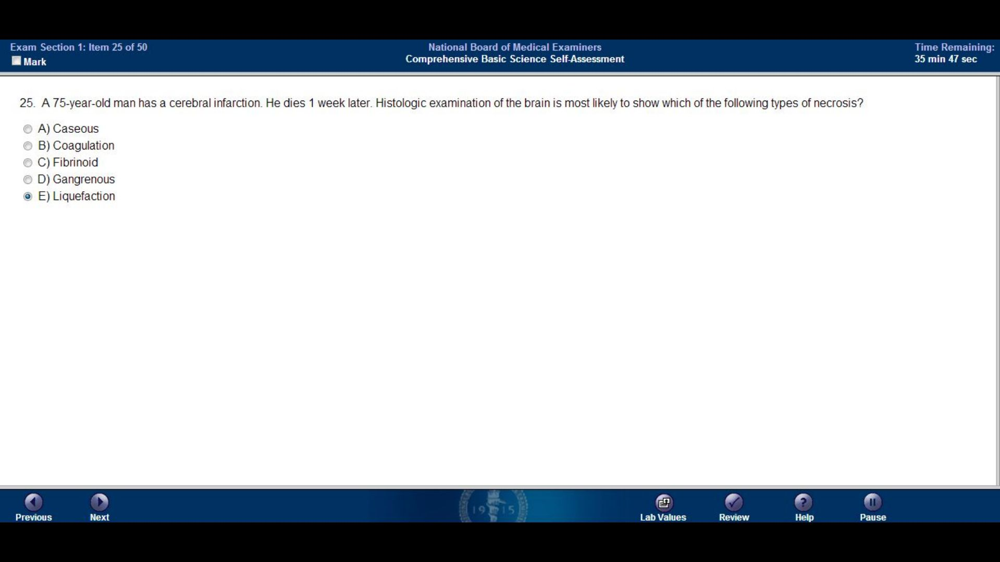 Exam Section 1: Item 25 of 50
National Board of Medical Examiners
Time Remaining:
Mark
Comprehensive Basic Science Self-Assessment
35 min 47 sec
25. A 75-year-old man has a cerebral infarction. He dies 1 week later. Histologic examination of the brain is most likely to show which of the following types of necrosis?
A) Caseous
B) Coagulation
C) Fibrinoid
D) Gangrenous
E) Liquefaction
1915
Previous
Next
Lab Values
Review
Help
Pause